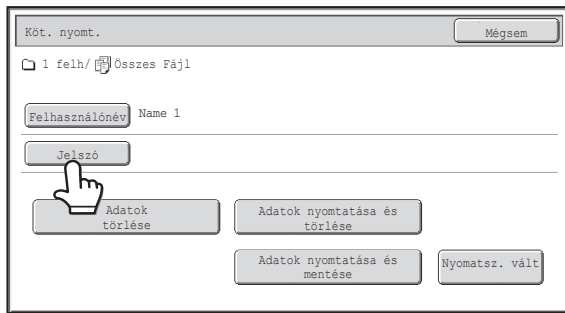 Köt. nyomt.
Mégsem
1 felh/ Összes Fájl
Felhasználónév
Name 1
Jelszó
Adatok
törlése
Adatok nyomtatása és
törlése
Adatok nyomtatása és
mentése
Nyomatsz. vált